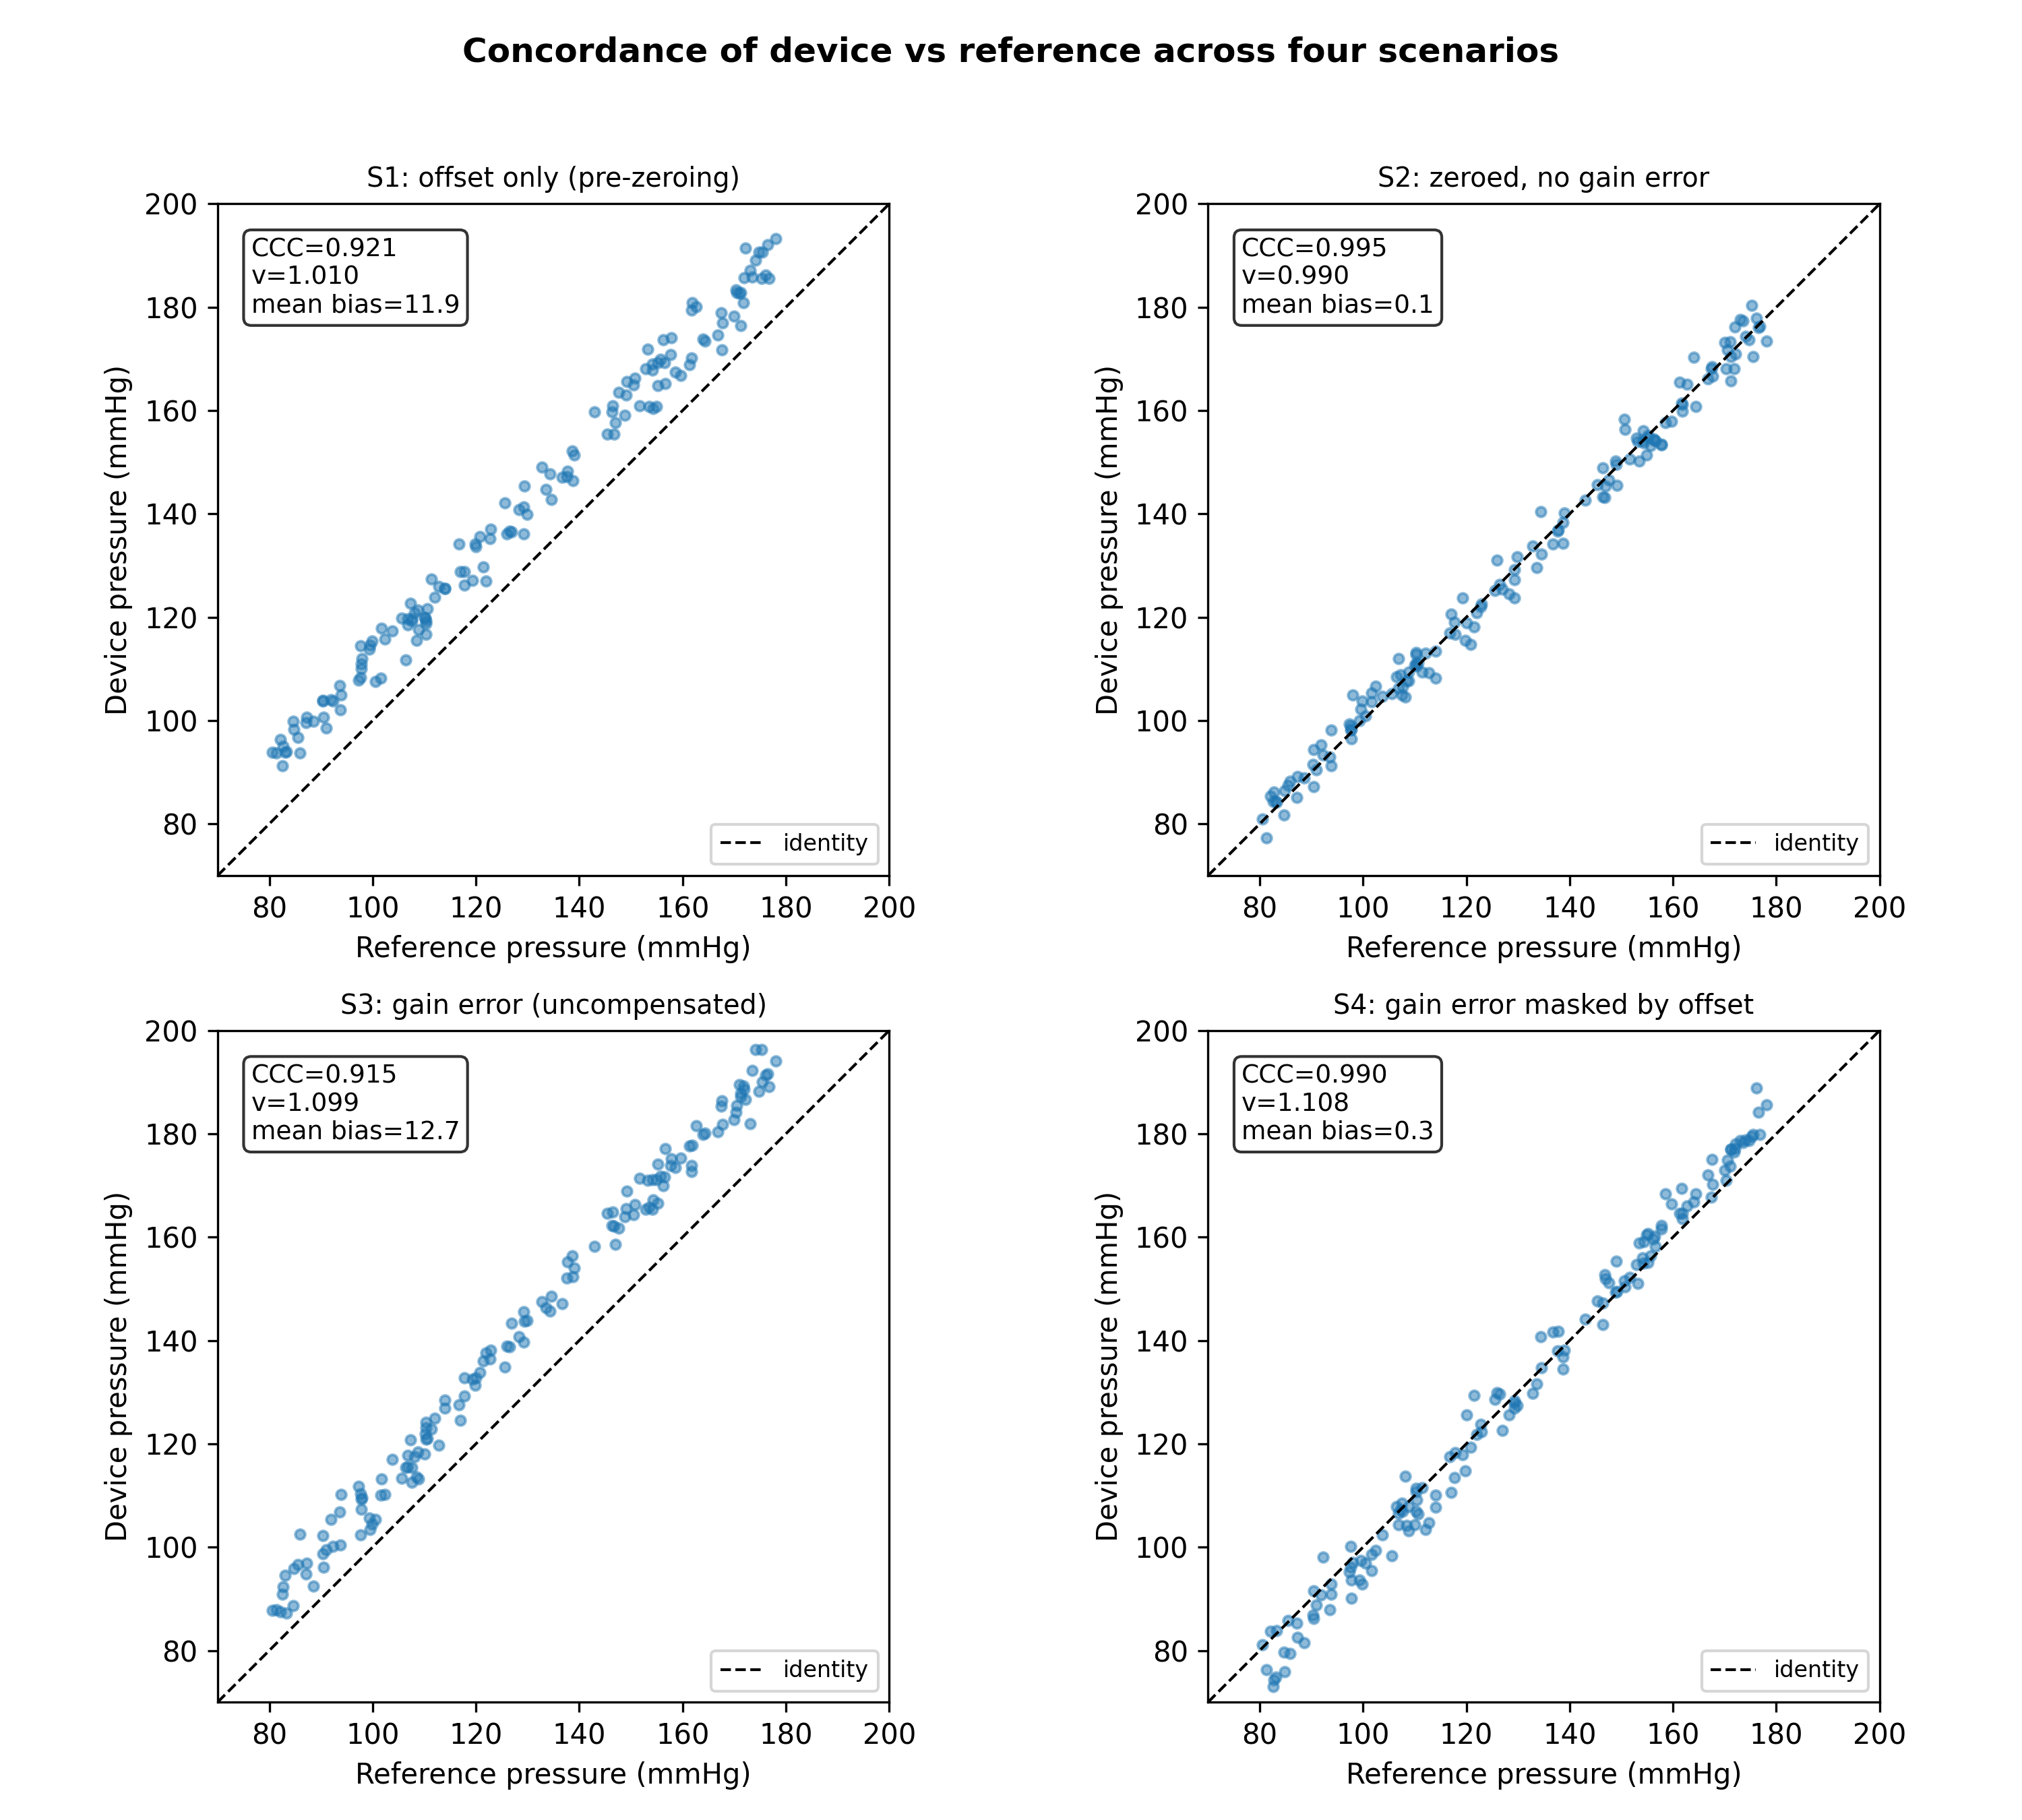 Concordance of device vs reference across four scenarios
S1: offset only (pre-zeroing)
CCC=0.921
v=1.010
mean bias=11.9
Device pressure (mmHg)
200
180
160
140
120
100
80
identity
80 100 120 140 160 180 200
Reference pressure (mmHg)
S2: zeroed, no gain error
CCC=0.995
v=0.990
mean bias=0.1
Device pressure (mmHg)
200
180
160
140
120
100
80
identity
80 100 120 140 160 180 200
Reference pressure (mmHg)
S3: gain error (uncompensated)
CCC=0.915
v=1.099
mean bias=12.7
Device pressure (mmHg)
200
180
160
140
120
100
80
identity
80 100 120 140 160 180 200
Reference pressure (mmHg)
S4: gain error masked by offset
CCC=0.990
v=1.108
mean bias=0.3
Device pressure (mmHg)
200
180
160
140
120
100
80
identity
80 100 120 140 160 180 200
Reference pressure (mmHg)